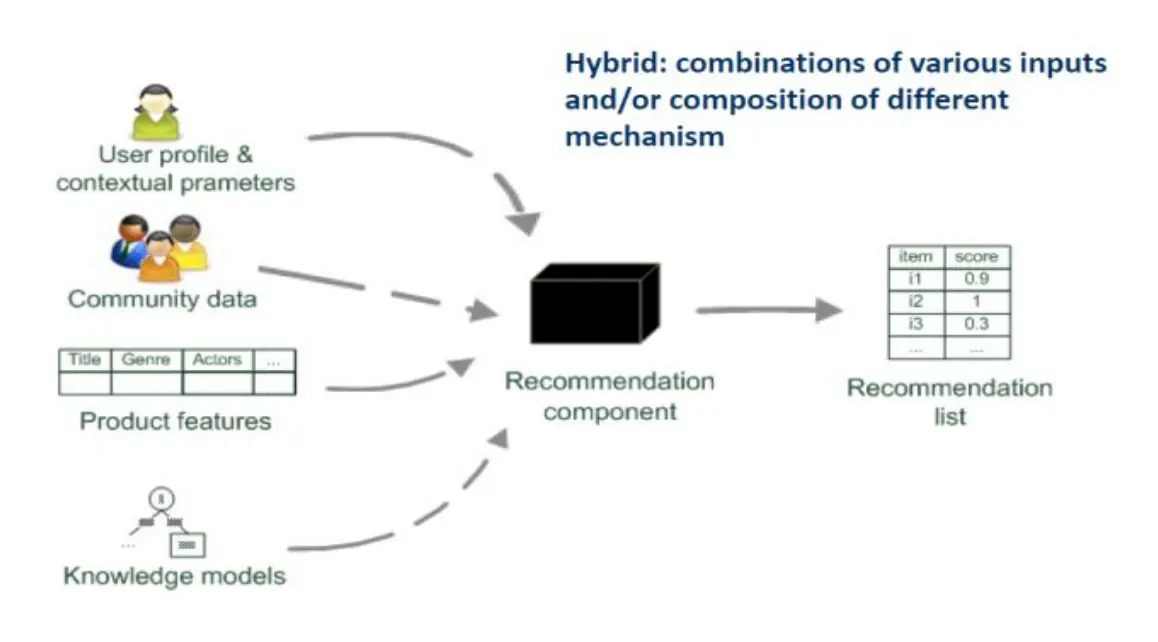 Hybrid: combinations of various inputs
and/or composition of different
mechanism
User profile &
contextual prameters
Community data
Title Genre Actors ...
Product features
Knowledge models
...
Recommendation
component
item score
i1 0.9
i2 1
i3 0.3
... ...
Recommendation
list